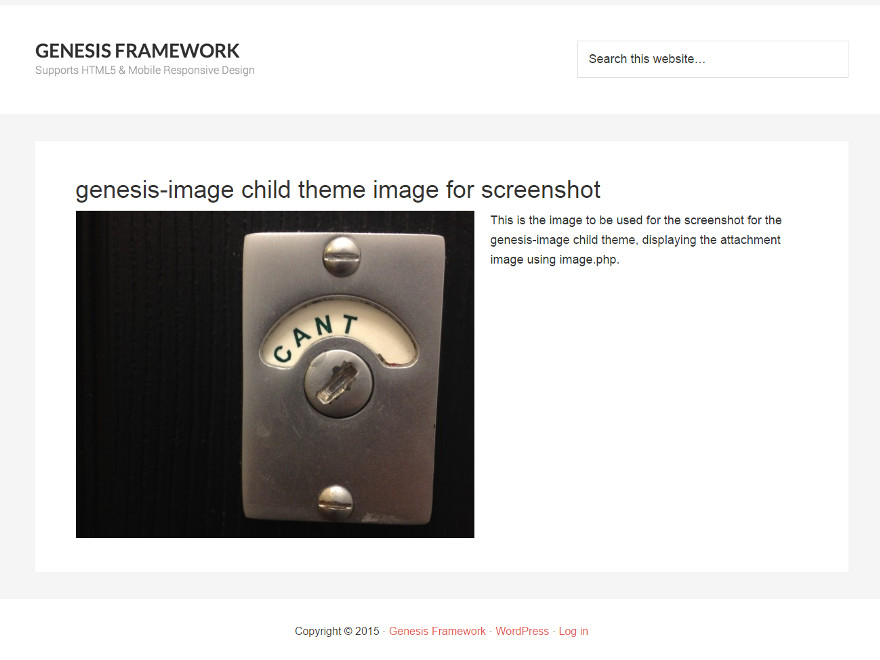 GENESIS FRAMEWORK
Supports HTML5 & Mobile Responsive Design
Search this website…
genesis-image child theme image for screenshot
This is the image to be used for the screenshot for the
genesis-image child theme, displaying the attachment
image using image.php.
CANT
Copyright © 2015 · Genesis Framework · WordPress · Log in